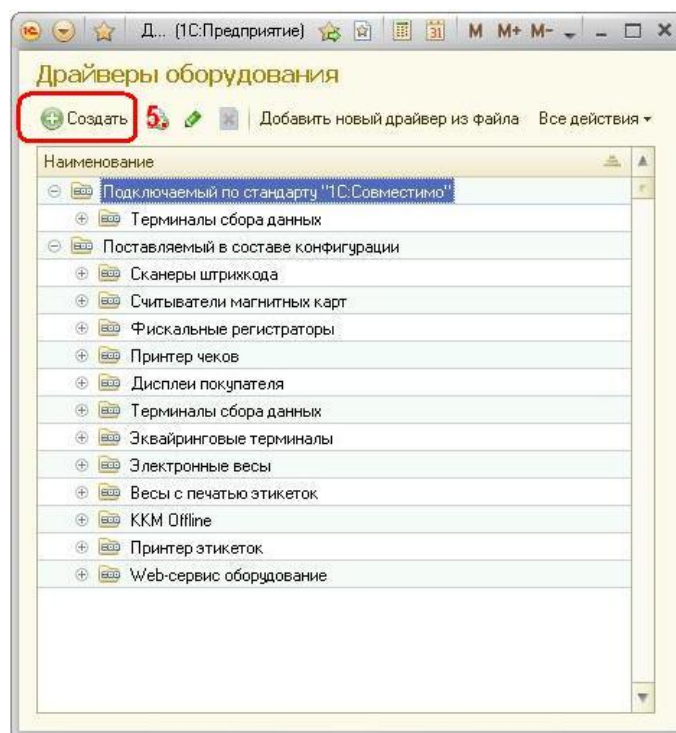 Д... (1С:Предприятие) 31 M M+ M-
Драйверы оборудования
Создать Добавить новый драйвер из файла Все действия
Наименование
Подключаемый по стандарту "1С:Совместимо"
Терминалы сбора данных
Поставляемый в составе конфигурации
Сканеры штрихкода
Считыватели магнитных карт
Фискальные регистраторы
Принтер чеков
Дисплеи покупателя
Терминалы сбора данных
Эквайринговые терминалы
Электронные весы
Весы с печатью этикеток
ККМ Offline
Принтер этикеток
Web-сервис оборудование